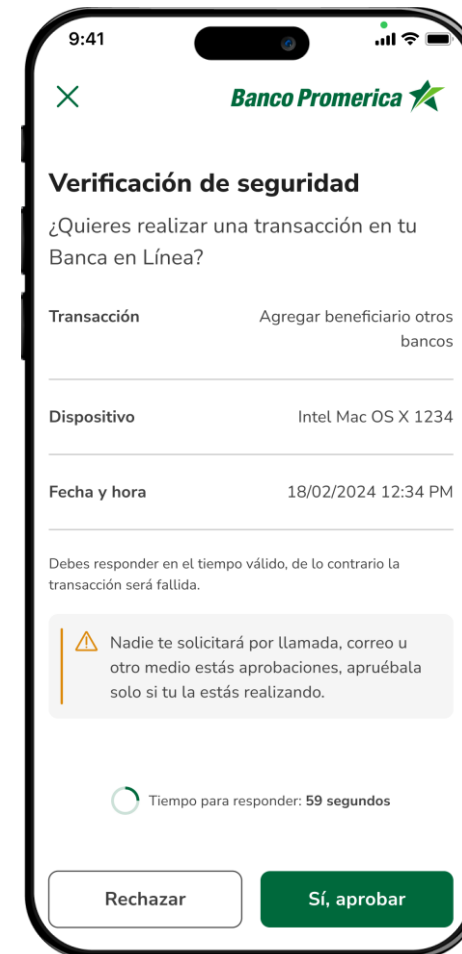 9:41
Banco Promerica
Verificación de seguridad
¿Quieres realizar una transacción en tu
Banca en Línea?
Transacción Agregar beneficiario otros
bancos
Dispositivo Intel Mac OS X 1234
Fecha y hora 18/02/2024 12:34 PM
Debes responder en el tiempo válido, de lo contrario la
transacción será fallida.
Nadie te solicitará por llamada, correo u
otro medio estás aprobaciones, apruébala
solo si tu la estás realizando.
Tiempo para responder: 59 segundos
Rechazar Sí, aprobar